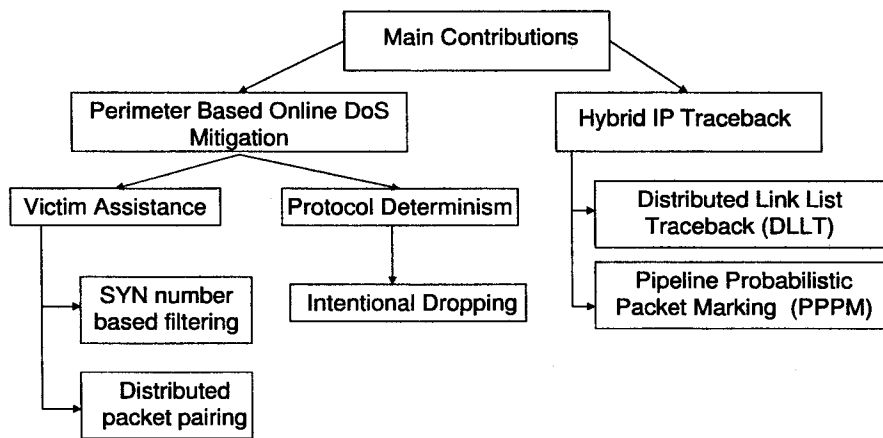 Main Contributions
Perimeter Based Online DoS
Mitigation
Hybrid IP Traceback
Victim Assistance
Protocol Determinism
Distributed Link List
Traceback (DLLT)
SYN number
based filtering
Intentional Dropping
Pipeline Probabilistic
Packet Marking (PPPM)
Distributed
packet pairing